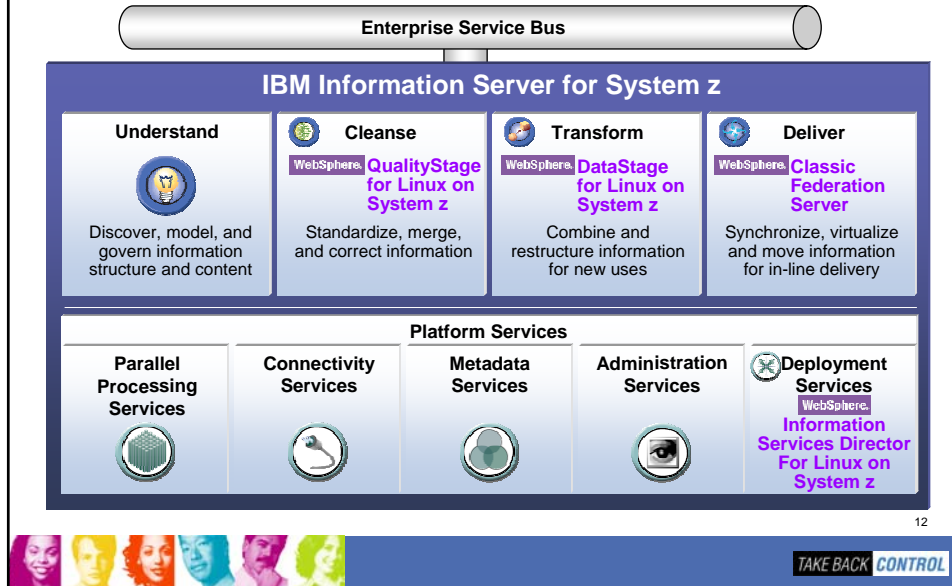 Enterprise Service Bus
IBM Information Server for System z
Understand
Discover, model, and
govern information
structure and content
Cleanse
WebSphere. QualityStage
for Linux on
System z
Standardize, merge,
and correct information
Transform
WebSphere. DataStage
for Linux on
System z
Combine and
restructure information
for new uses
Deliver
WebSphere. Classic
Federation
Server
Synchronize, virtualize
and move information
for in-line delivery
Platform Services
Parallel
Processing
Services
Connectivity
Services
Metadata
Services
Administration
Services
Deployment
Services
WebSphere.
Information
Services Director
For Linux on
System z
12
TAKE BACK CONTROL